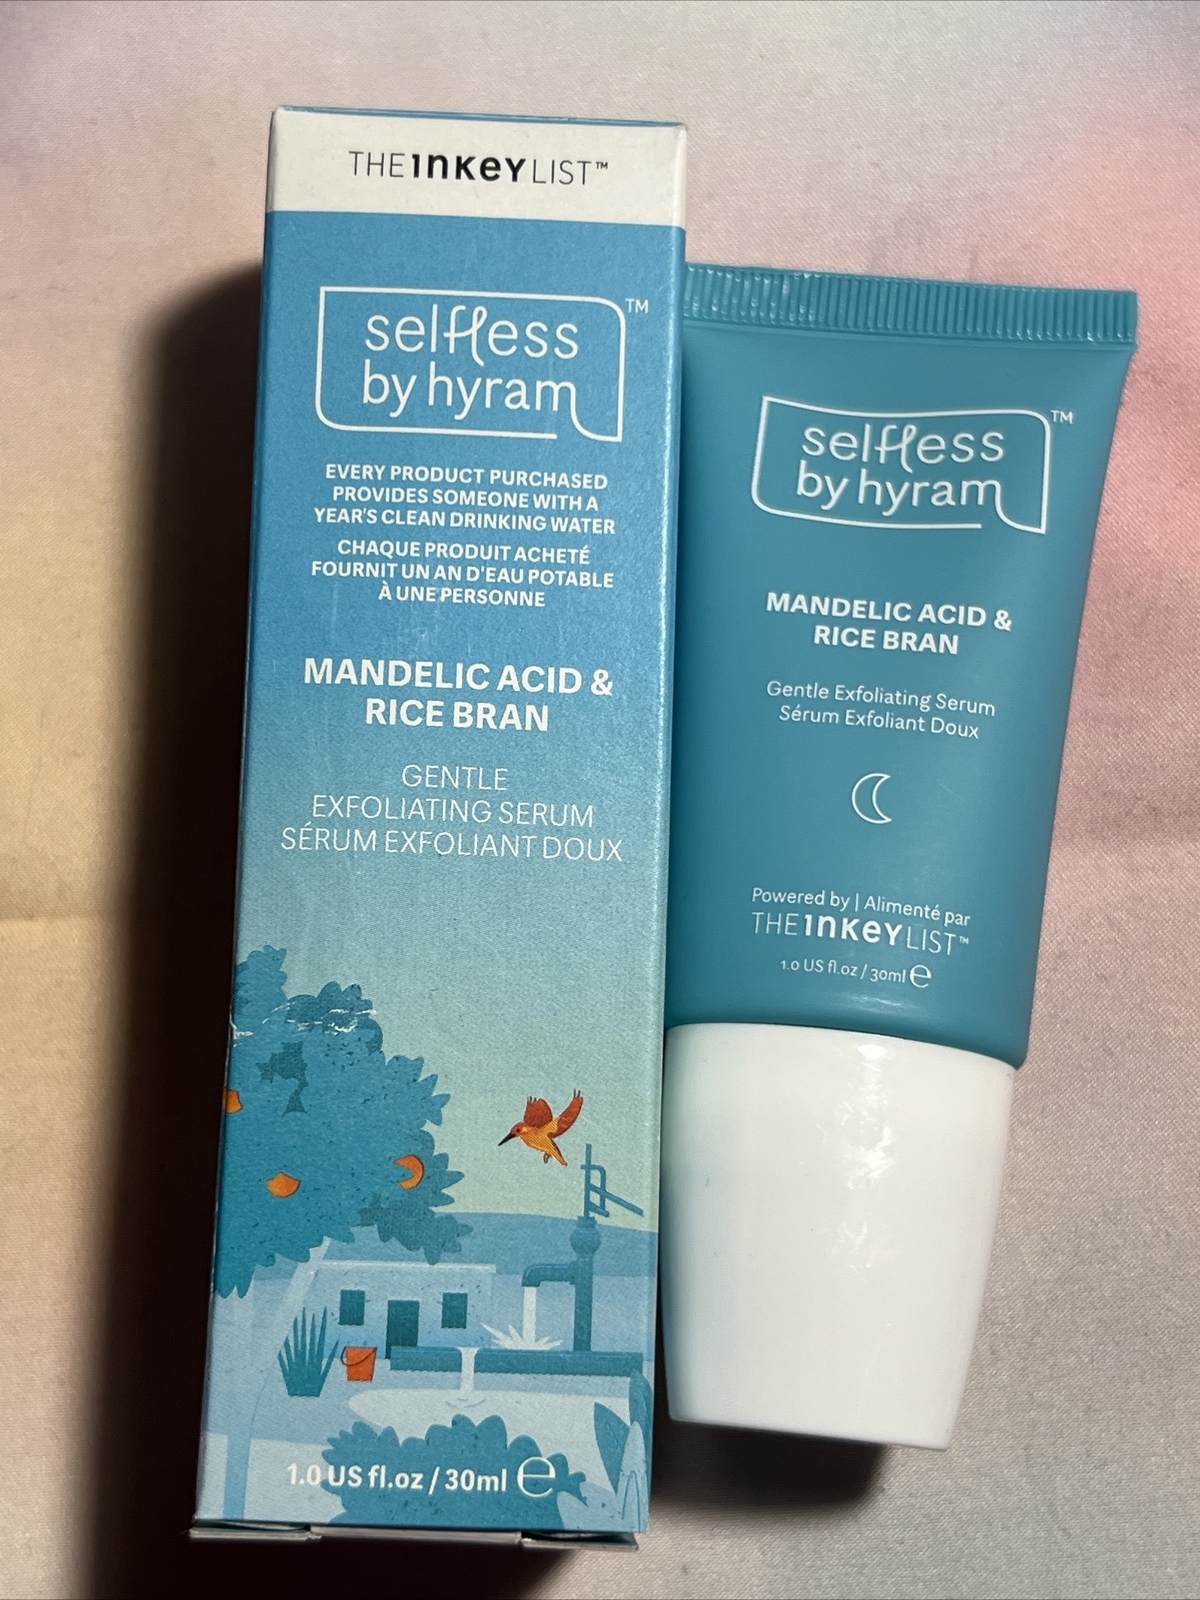 THE INKEY LIST™
selfless
by hyram
™
EVERY PRODUCT PURCHASED
PROVIDES SOMEONE WITH A
YEAR'S CLEAN DRINKING WATER
CHAQUE PRODUIT ACHETÉ
FOURNIT UN AN D'EAU POTABLE
À UNE PERSONNE
MANDELIC ACID &
RICE BRAN
GENTLE
EXFOLIATING SERUM
SÉRUM EXFOLIANT DOUX
1.0 US fl.oz / 30ml ℮
selfless
by hyram
™
MANDELIC ACID &
RICE BRAN
Gentle Exfoliating Serum
Sérum Exfoliant Doux
Powered by | Alimenté par
THE INKEY LIST™
1.0 US fl.oz / 30ml ℮